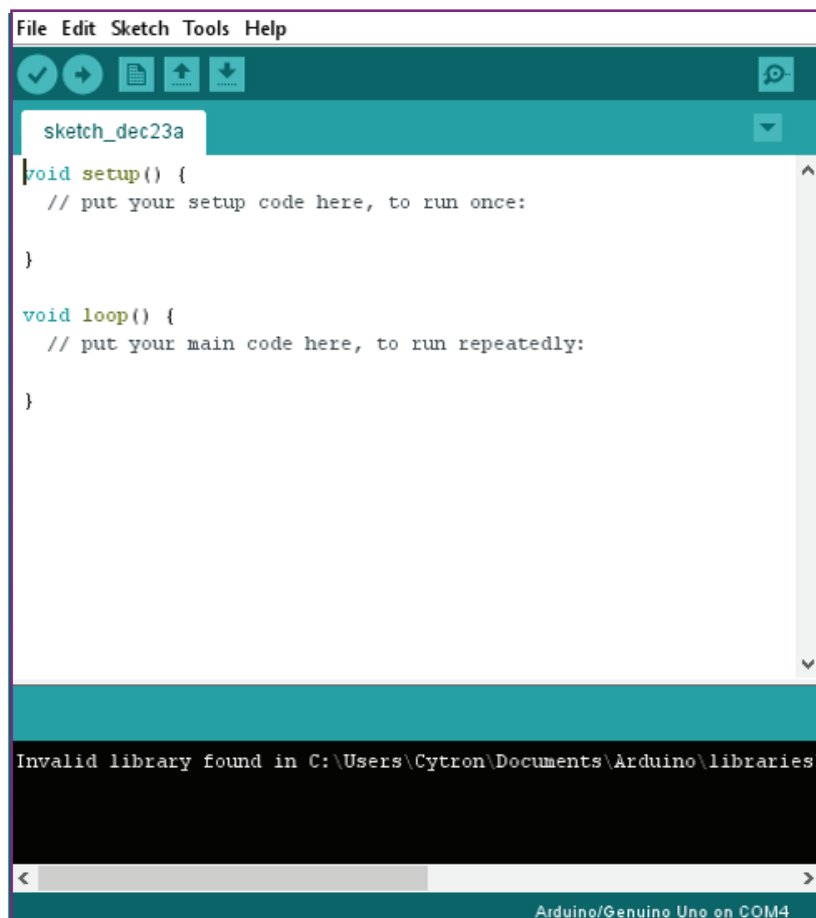 File Edit Sketch Tools Help
sketch_dec23a
void setup() {
  // put your setup code here, to run once:
}
void loop() {
  // put your main code here, to run repeatedly:
}
Invalid library found in C:\Users\Cytron\Documents\Arduino\libraries
Arduino/Genuino Uno on COM4